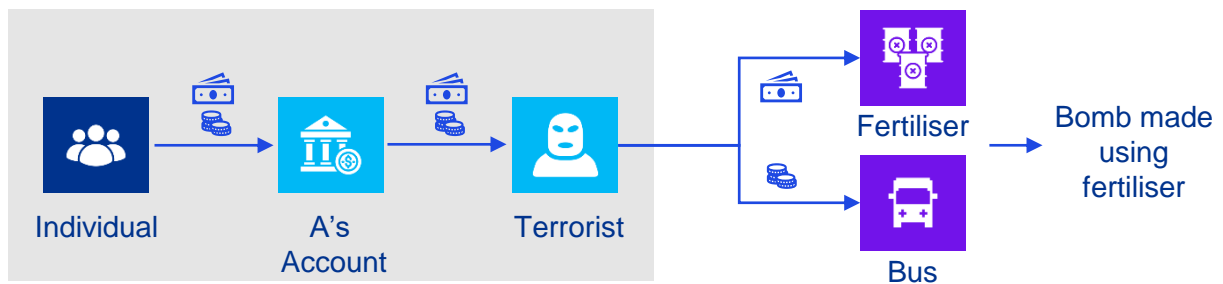 Individual
A's
Account
Terrorist
Fertiliser
Bus
Bomb made
using
fertiliser